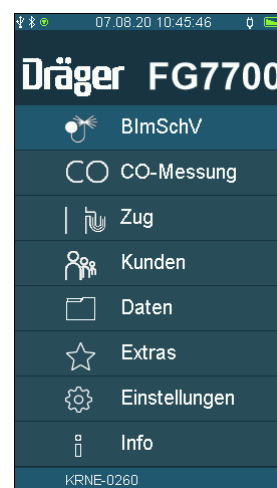 07.08.20 10:45:46
Dräger FG7700
BImSchV
CO CO-Messung
Zug
Kunden
Daten
Extras
Einstellungen
Info
KRNE-0260